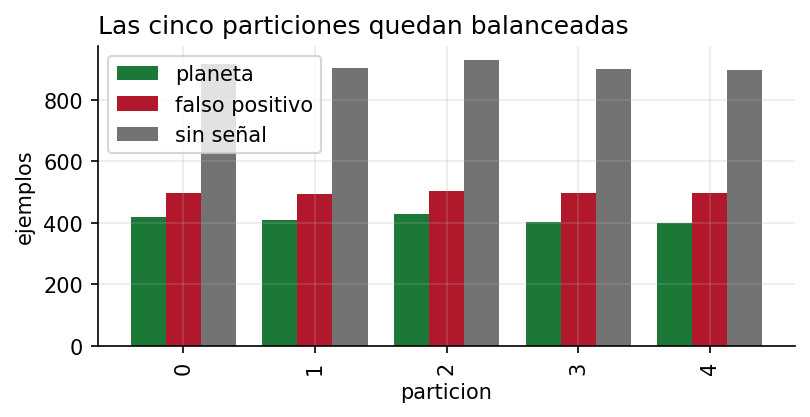 Las cinco particiones quedan balanceadas
planeta
falso positivo
sin señal
ejemplos
800
600
400
200
0
0
1
2
3
4
particion